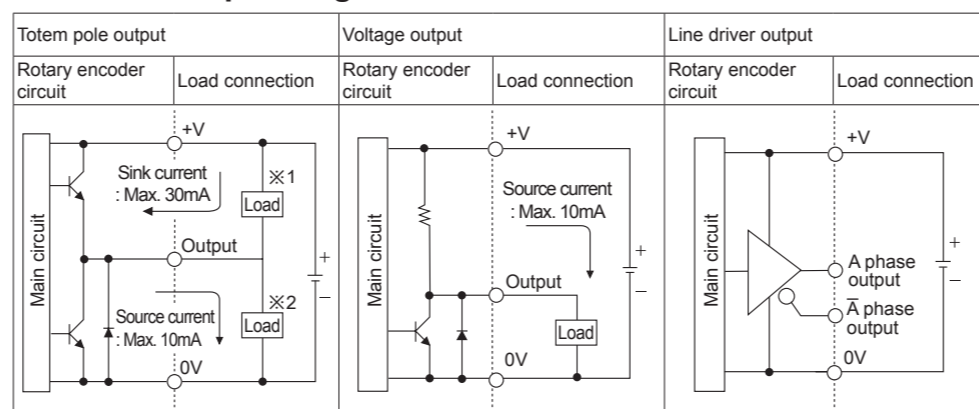 Totem pole output
Voltage output
Line driver output
Rotary encoder
circuit
Load connection
Rotary encoder
circuit
Load connection
Rotary encoder
circuit
Load connection
Main circuit
+V
Sink current
: Max. 30mA
※1
Load
Output
+
−
Source current
: Max. 10mA
※2
Load
0V
Main circuit
+V
Source current
: Max. 10mA
+
−
Output
Load
0V
Main circuit
+V
+
−
A phase
output
A̅ phase
output
0V